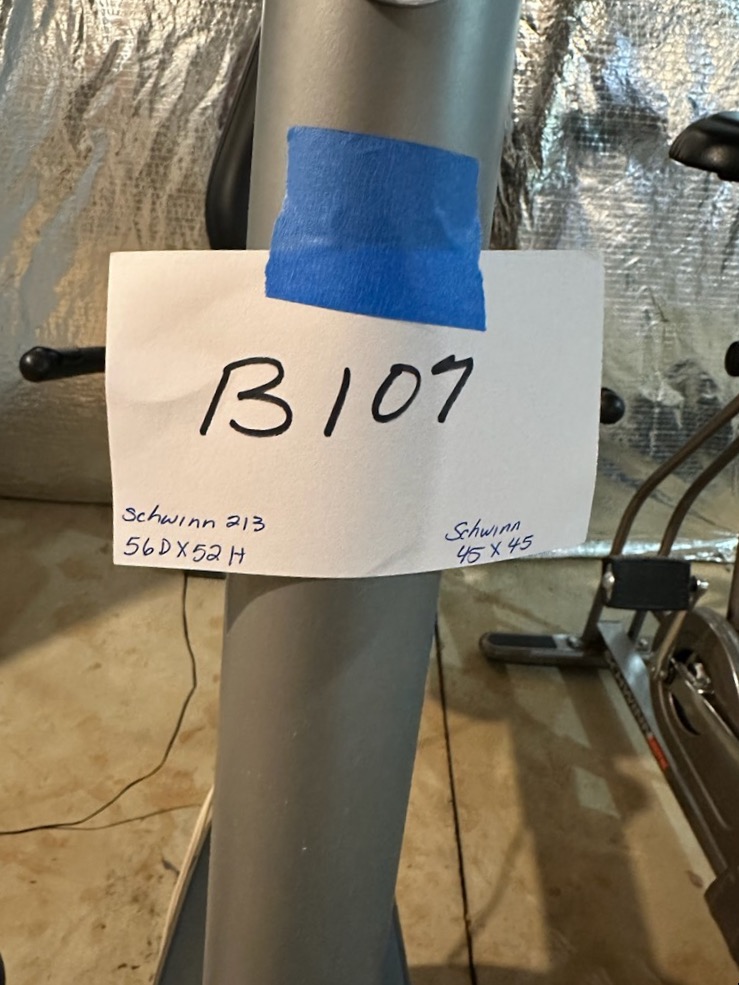 B107
Schwinn 213
56D X 52H
Schwinn
45 X 45